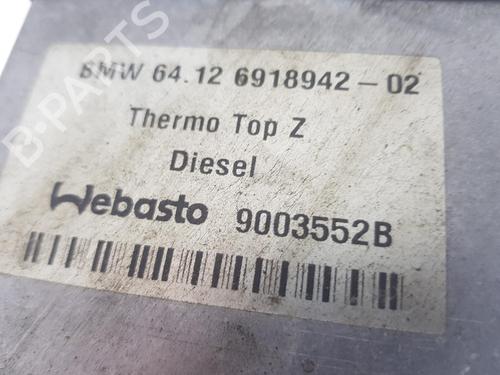 BMW 64.12 6918942-02
Thermo Top Z
Diesel
Webasto 9003552B
B-PARTS